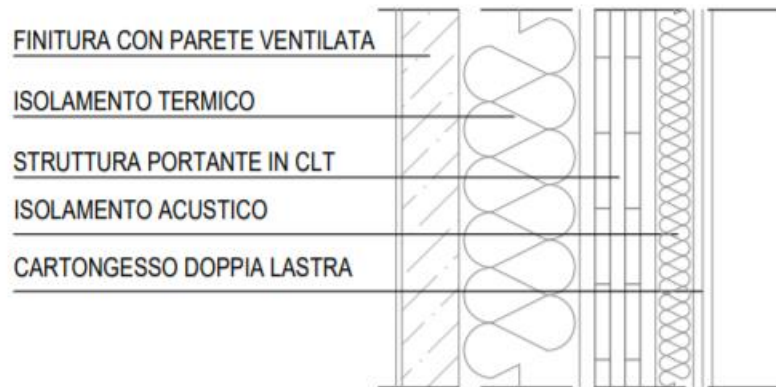 FINITURA CON PARETE VENTILATA
ISOLAMENTO TERMICO
STRUTTURA PORTANTE IN CLT
ISOLAMENTO ACUSTICO
CARTONGESSO DOPPIA LASTRA